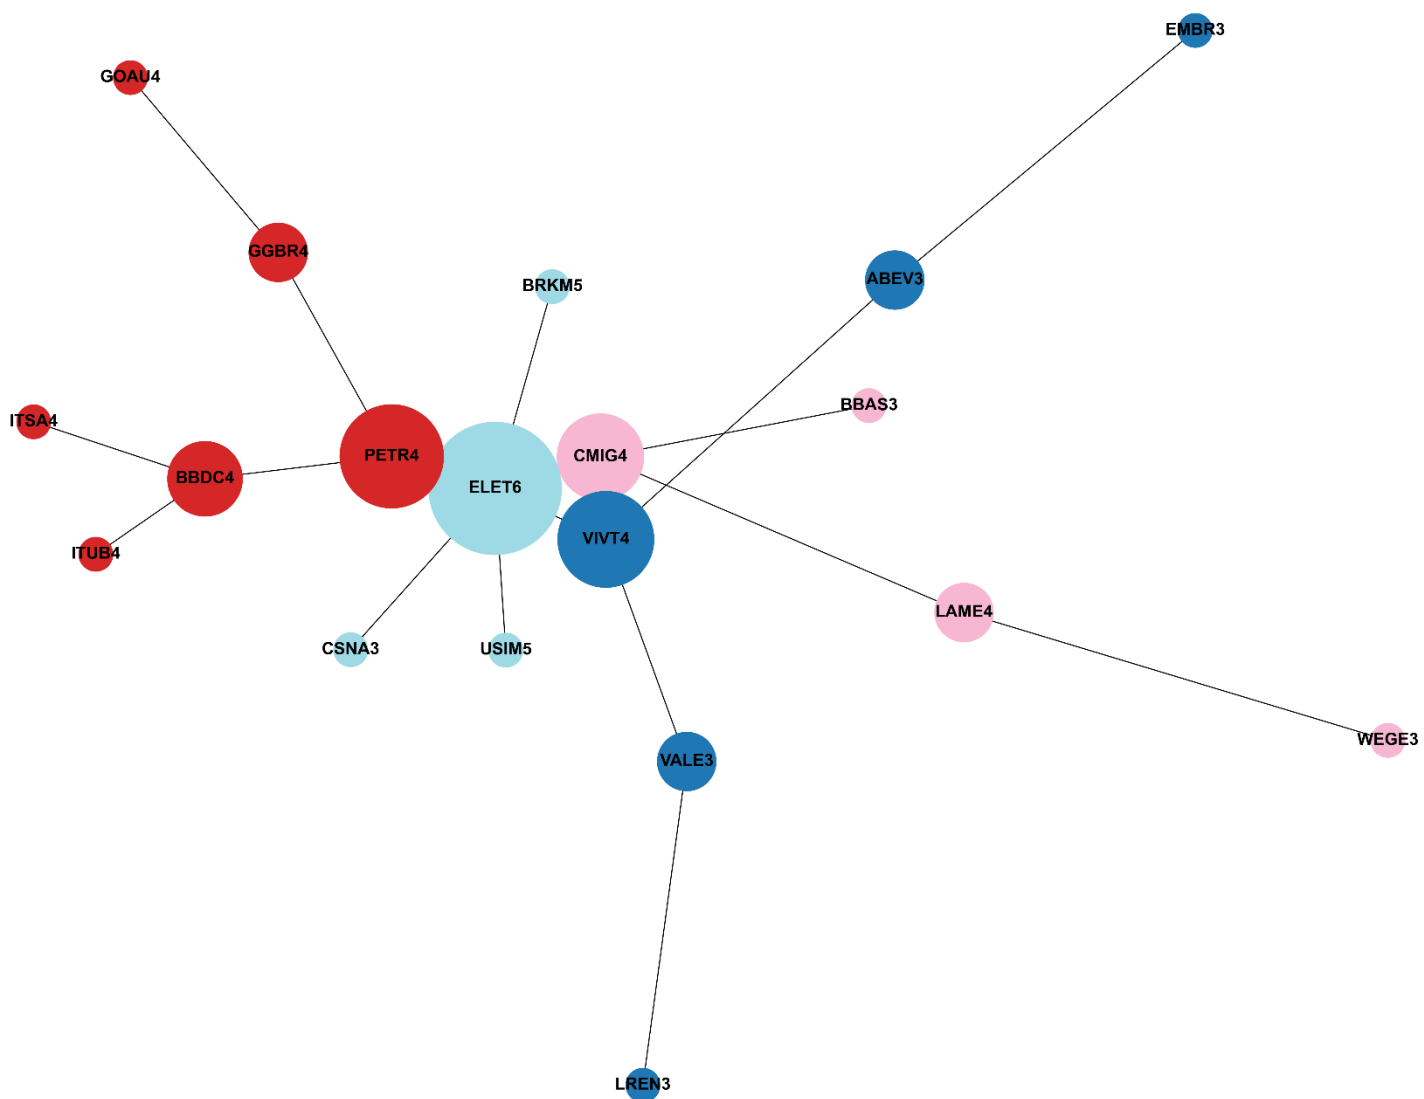 EMBR3
GOAU4
GGBR4
ABEV3
BRKM5
BBAS3
ITSA4
PETR4
CMIG4
BBDC4
ELET6
VIVT4
ITUB4
LAME4
CSNA3
USIM5
WEGE3
VALE3
LREN3